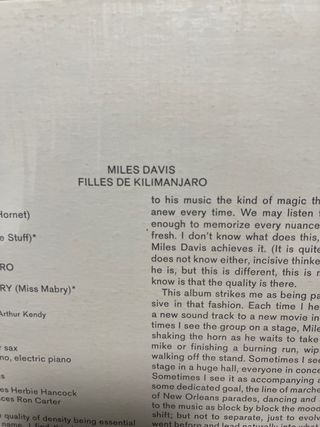 MILES DAVIS
FILLES DE KILIMANJARO
Hornet)
e Stuff)*
RO
RY (Miss Mabry)*
Arthur Kendy
sax
no, electric piano
s
es Herbie Hancock
ces Ron Carter
quality of density being essential
to his music the kind of magic th
anew every time. We may listen
enough to memorize every nuance
fresh. I don't know what does this,
Miles Davis achieves it. (It is quite
does not know either, incisive thinke
he is, but this is different, this is n
know is that the quality is there.
This album strikes me as being pa
sive in that fashion. Each time I he
a new sound track to a new movie in
times I see the group on a stage, Mile
shaking the horn as he waits to take
mike or finishing a burning run, wip
walking off the stand. Sometimes I see
stage in a huge hall, everyone in conce
Sometimes I see it as accompanying a
some dedicated goal, the line of marche
of New Orleans parades, dancing and
to the music as block by block the mood
shift; but not to separate, just to evolv